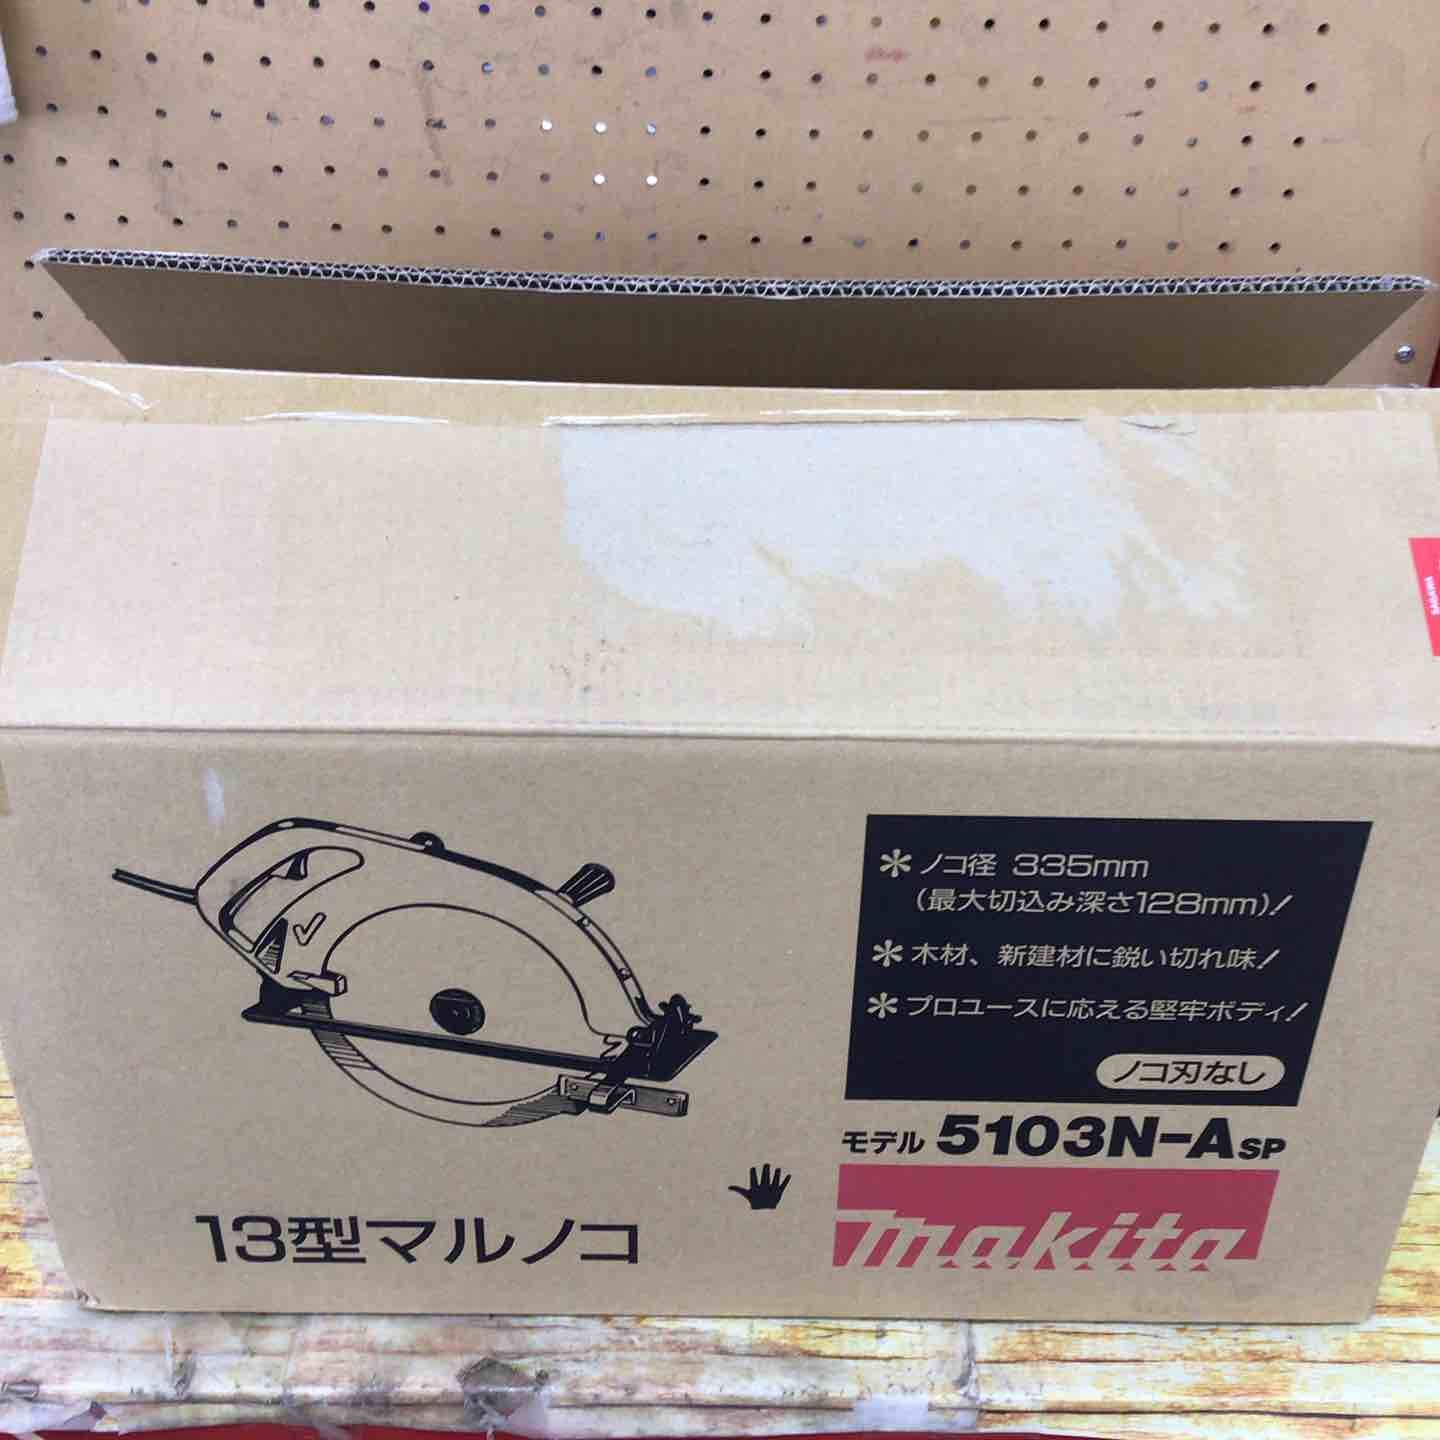 SAGAWA
＊ノコ径 335mm
(最大切込み深さ128mm)！
＊木材、新建材に鋭い切れ味！
＊プロユースに応える堅牢ボディ！
ノコ刃なし
モデル 5103N-ASP
13型マルノコ
makita